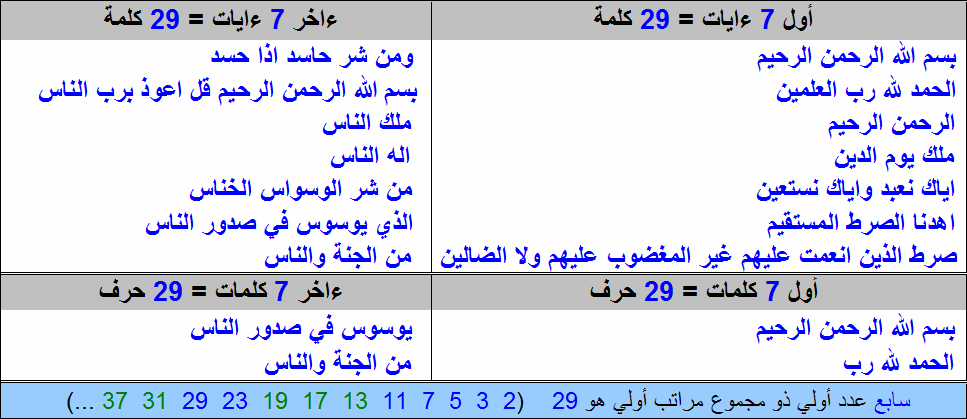 أول 7 ءايات = 29 كلمة
بسم الله الرحمن الرحيم
الحمد لله رب العلمين
الرحمن الرحيم
ملك يوم الدين
اياك نعبد واياك نستعين
اهدنا الصرط المستقيم
صرط الذين انعمت عليهم غير المغضوب عليهم ولا الضالين
ءاخر 7 ءايات = 29 كلمة
ومن شر حاسد اذا حسد
بسم الله الرحمن الرحيم قل اعوذ برب الناس
ملك الناس
اله الناس
من شر الوسواس الخناس
الذي يوسوس في صدور الناس
من الجنة والناس
أول 7 كلمات = 29 حرف
بسم الله الرحمن الرحيم
الحمد لله رب
ءاخر 7 كلمات = 29 حرف
يوسوس في صدور الناس
من الجنة والناس
سابع عدد أولي ذو مجموع مراتب أولي هو 29 (2 3 5 7 11 13 17 19 23 29 31 37 ...)